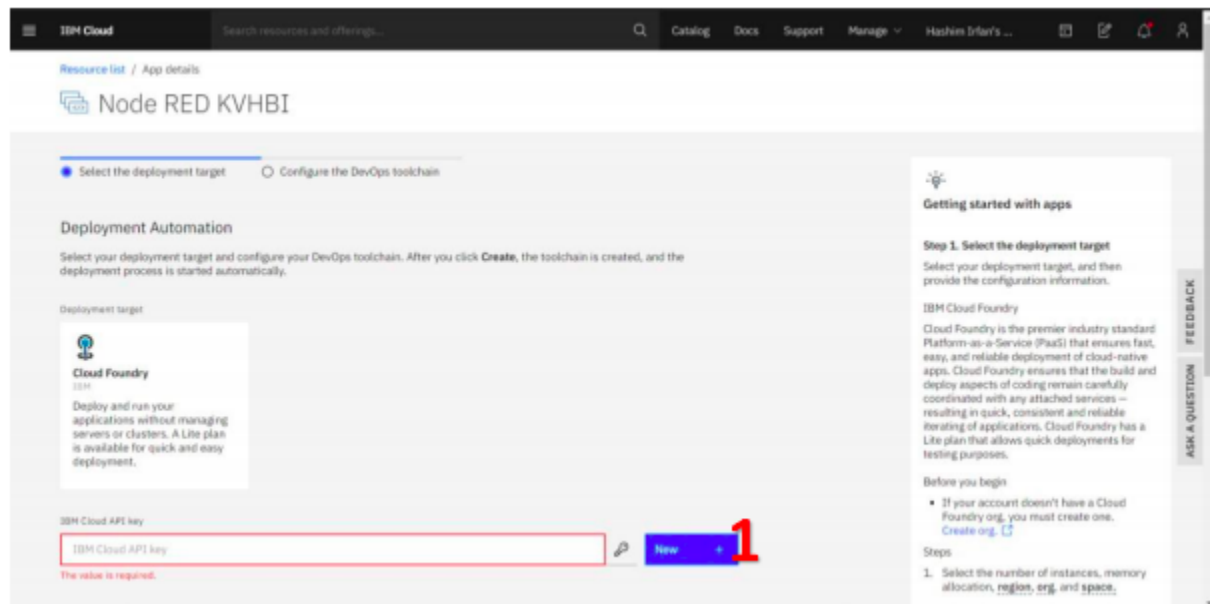 IBM Cloud
Search resources and offerings...
Catalog
Docs
Support
Manage
Hashim Irfan's ...
Resource list / App details
Node RED KVHBI
Select the deployment target
Configure the DevOps toolchain
Deployment Automation
Select your deployment target and configure your DevOps toolchain. After you click Create, the toolchain is created, and the
deployment process is started automatically.
Deployment target
Cloud Foundry
IBM
Deploy and run your
applications without managing
servers or clusters. A Lite plan
is available for quick and easy
deployment.
IBM Cloud API key
IBM Cloud API key
New +
1
The value is required.
Getting started with apps
Step 1. Select the deployment target
Select your deployment target, and then
provide the configuration information.
IBM Cloud Foundry
Cloud Foundry is the premier industry standard
Platform-as-a-Service (PaaS) that ensures fast,
easy, and reliable deployment of cloud-native
apps. Cloud Foundry ensures that the build and
deploy aspects of coding remain carefully
coordinated with any attached services —
resulting in quick, consistent and reliable
iterating of applications. Cloud Foundry has a
Lite plan that allows quick deployments for
testing purposes.
Before you begin
• If your account doesn't have a Cloud
Foundry org, you must create one.
Create org.
Steps
1. Select the number of instances, memory
allocation, region, org, and space.
FEEDBACK
ASK A QUESTION